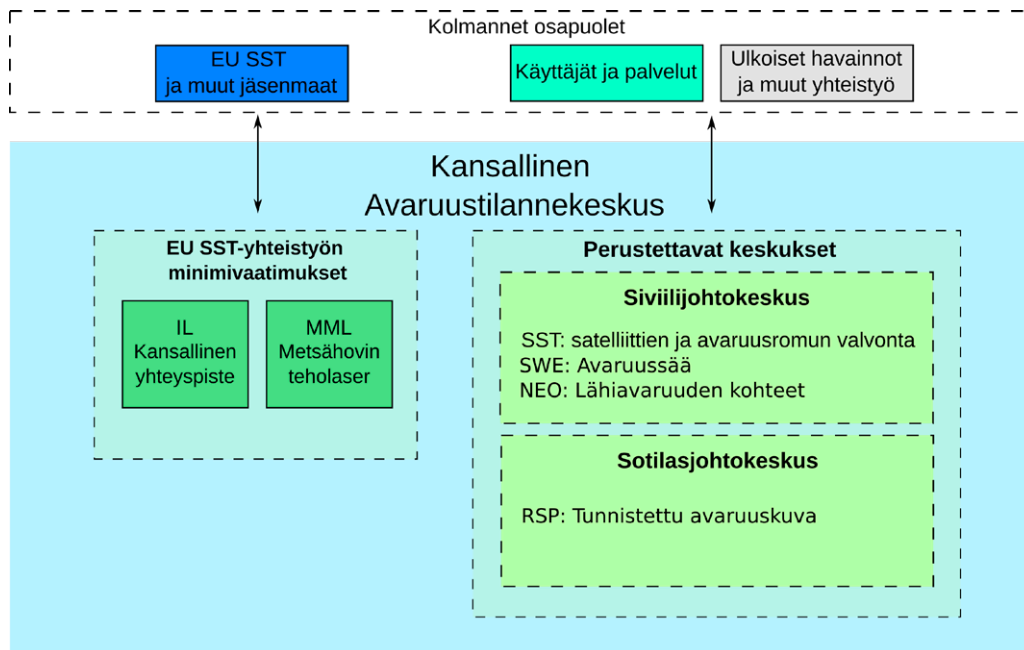 Kolmannet osapuolet
EU SST
ja muut jäsenmaat
Käyttäjät ja palvelut
Ulkoiset havainnot
ja muut yhteistyö
Kansallinen
Avaruustilannekeskus
EU SST-yhteistyön
minimivaatimukset
IL
Kansallinen
yhteyspiste
MML
Metsähovin
teholaser
Perustettavat keskukset
Siviilijohtokeskus
SST: satelliittien ja avaruusromun valvonta
SWE: Avaruussää
NEO: Lähiavaruuden kohteet
Sotilasjohtokeskus
RSP: Tunnistettu avaruuskuva